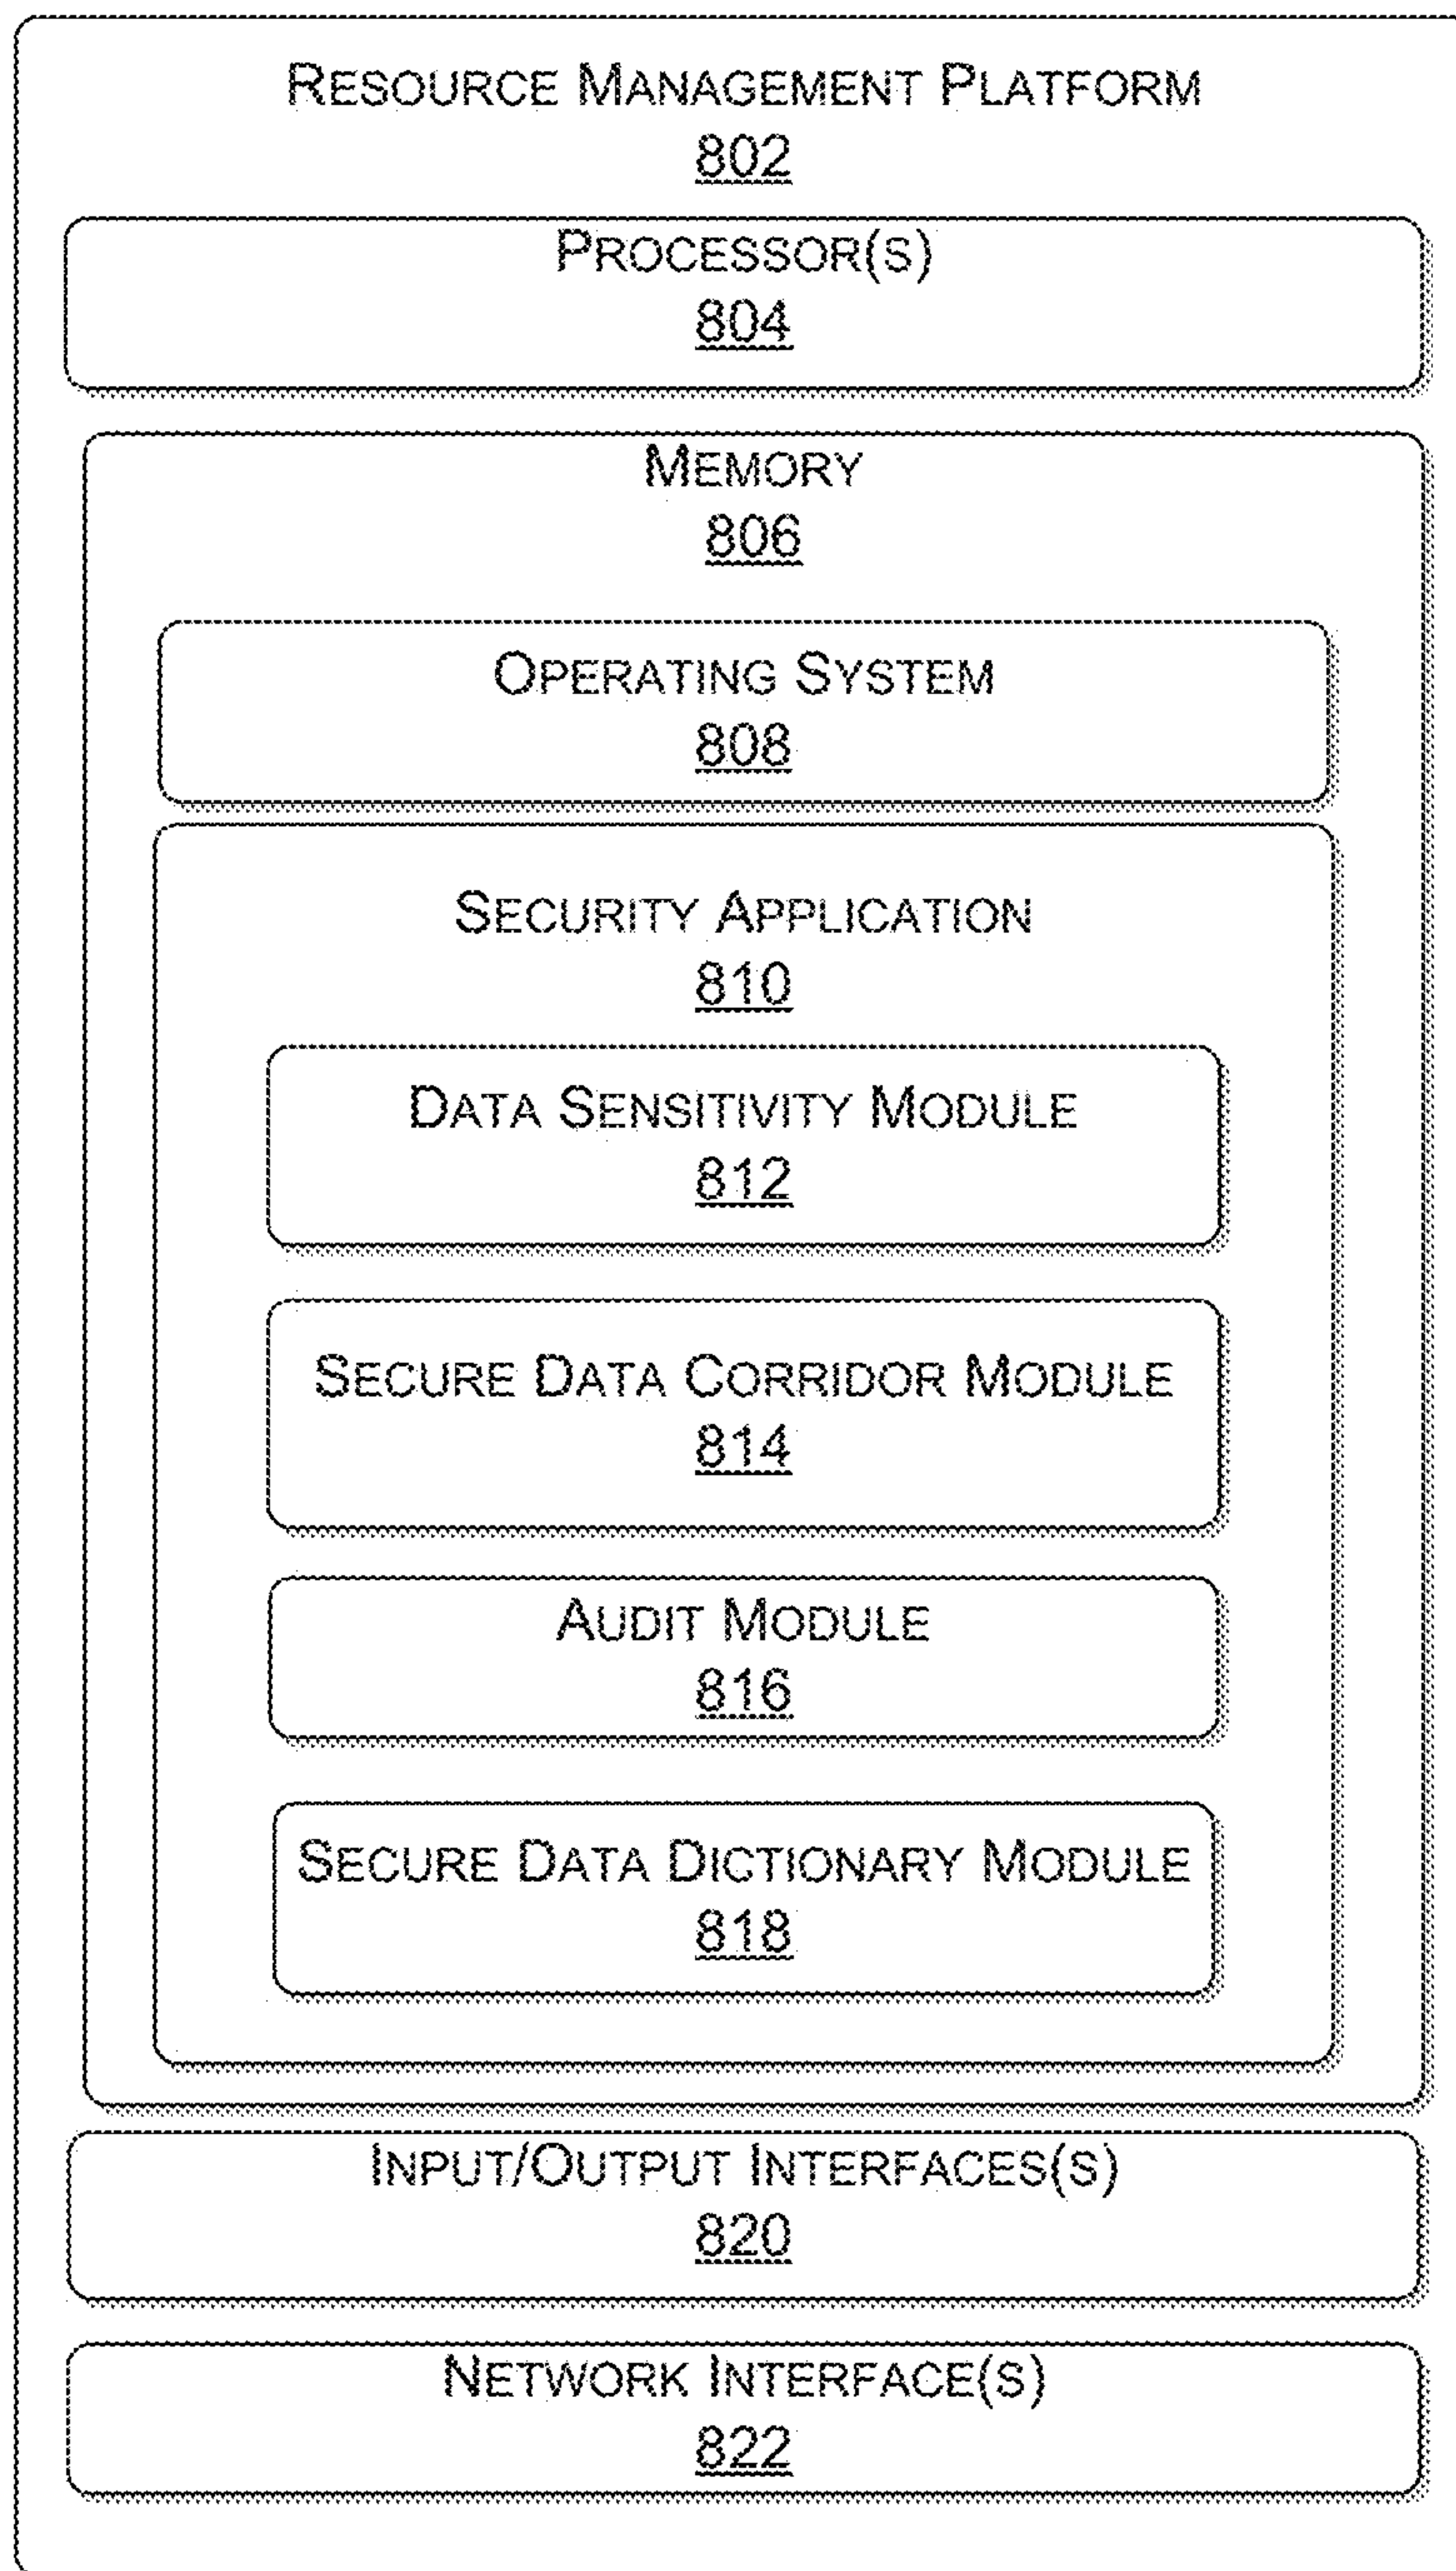 RESOURCE MANAGEMENT PLATFORM
802
PROCESSOR(S)
804
MEMORY
806
OPERATING SYSTEM
808
SECURITY APPLICATION
810
DATA SENSITIVITY MODULE
812
SECURE DATA CORRIDOR MODULE
814
AUDIT MODULE
816
SECURE DATA DICTIONARY MODULE
818
INPUT/OUTPUT INTERFACES(S)
820
NETWORK INTERFACE(S)
822